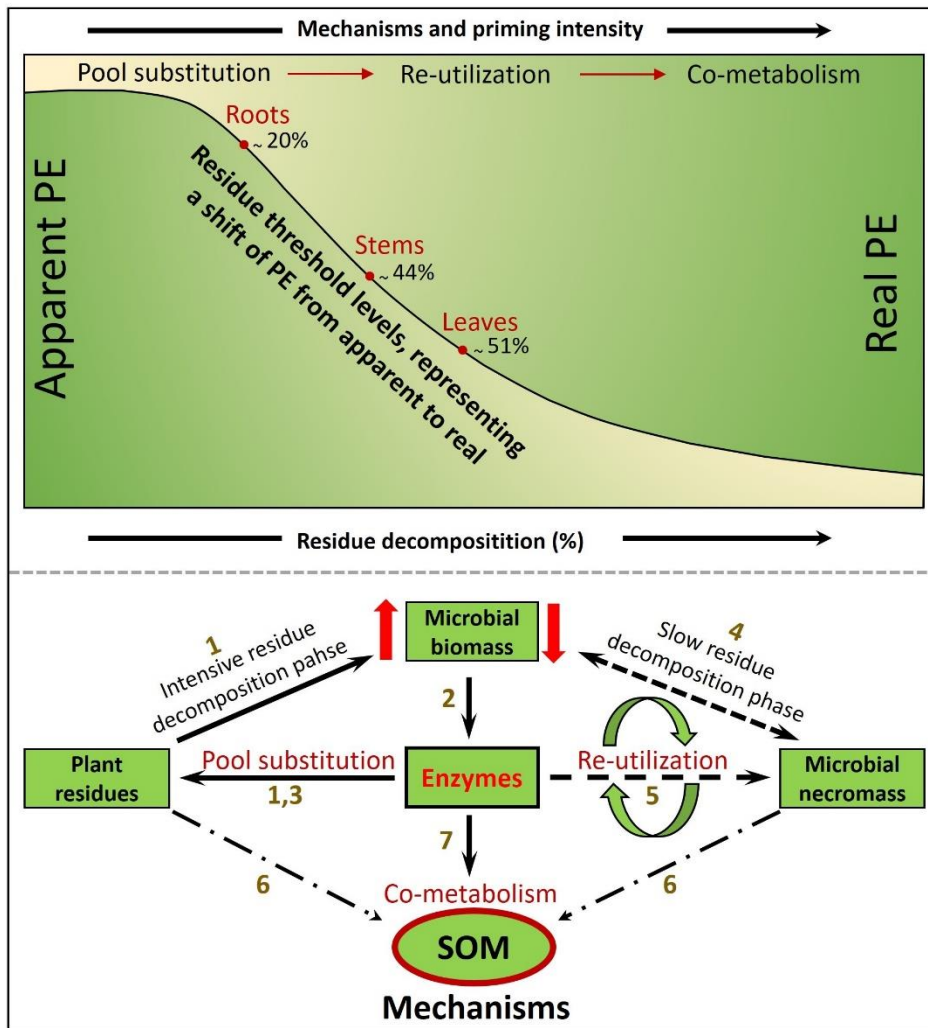 Mechanisms and priming intensity
Pool substitution
Re-utilization
Co-metabolism
Apparent PE
Real PE
Roots
~ 20%
Stems
~ 44%
Leaves
~ 51%
Residue threshold levels, representing
a shift of PE from apparent to real
Residue decompositition (%)
1
Intensive residue
decomposition pahse
Microbial
biomass
4
Slow residue
decomposition phase
2
Plant
residues
Pool substitution
1,3
Enzymes
Re-utilization
5
Microbial
necromass
7
6
6
Co-metabolism
SOM
Mechanisms